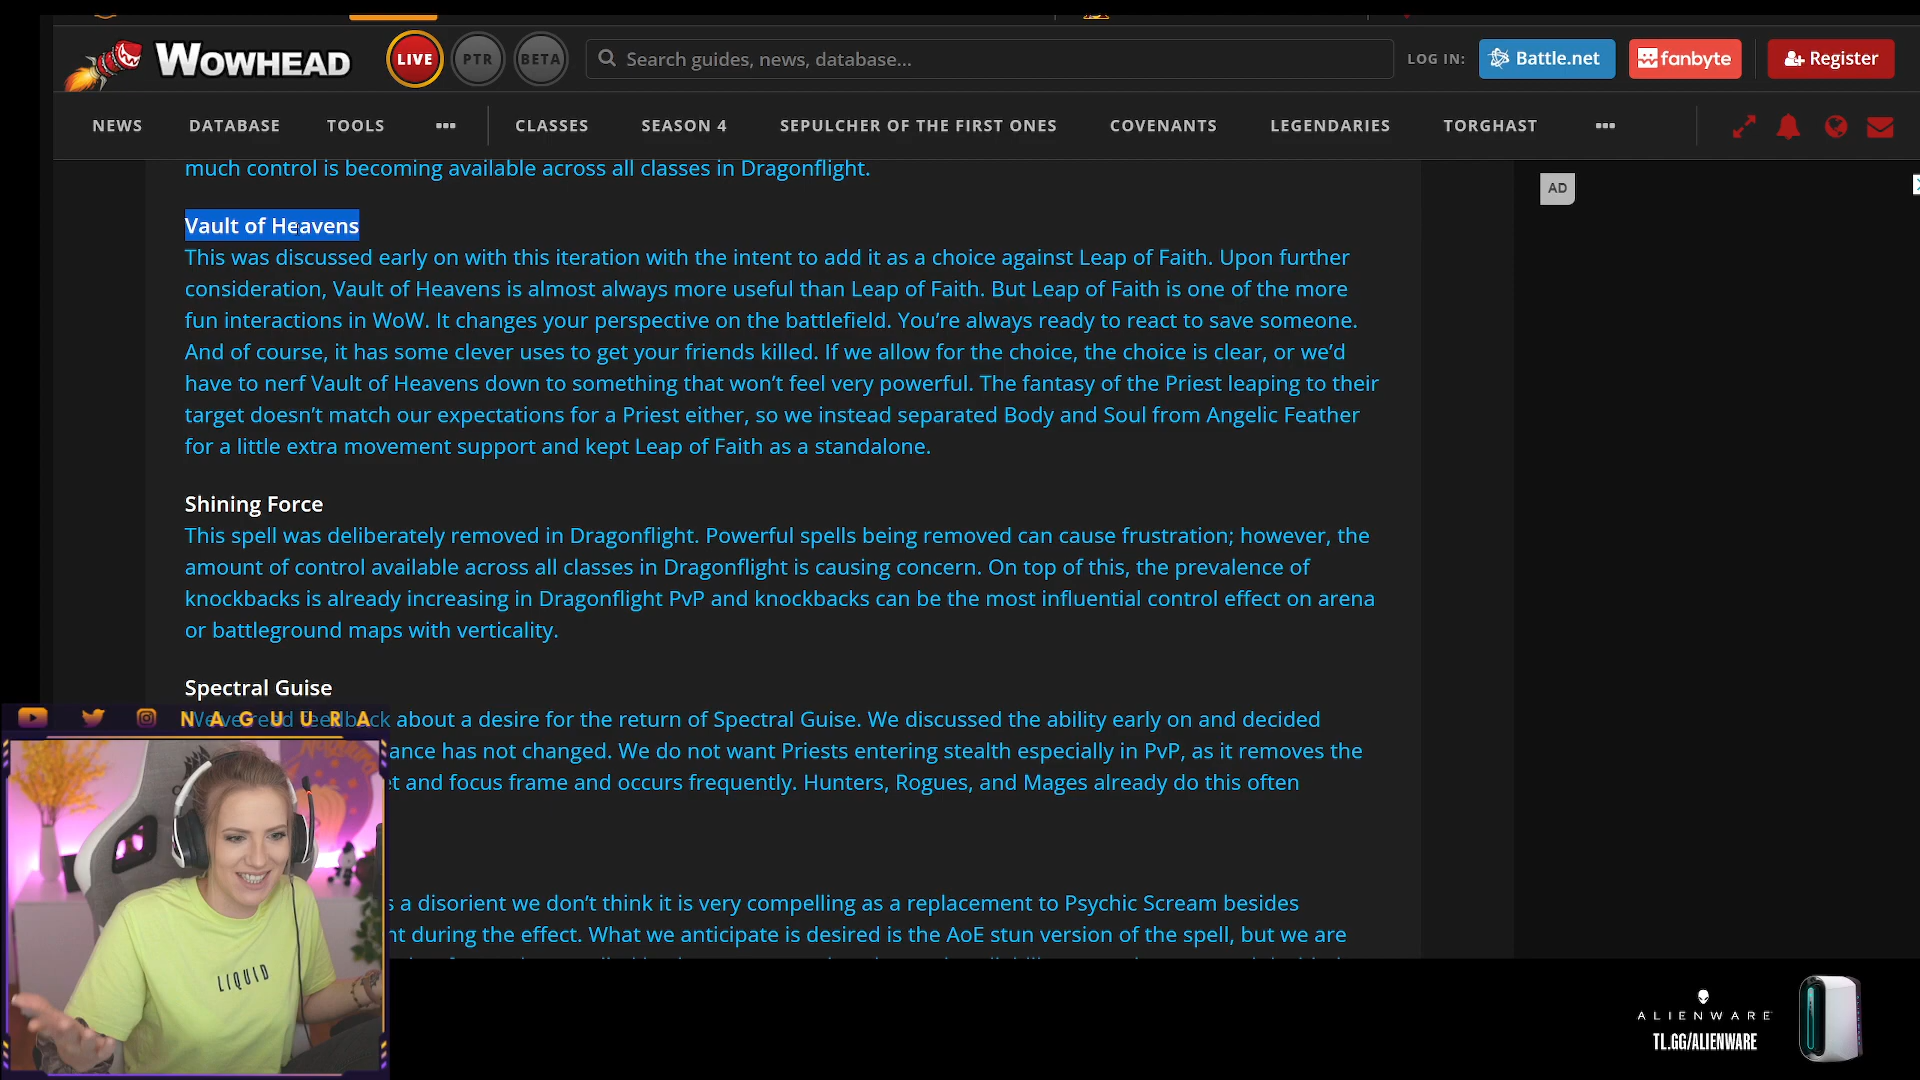 WOWHEAD
LIVE
PTR
BETA
Search guides, news, database...
LOG IN:
Battle.net
fanbyte
Register
NEWS
DATABASE
TOOLS
CLASSES
SEASON 4
SEPULCHER OF THE FIRST ONES
COVENANTS
LEGENDARIES
TORGHAST
much control is becoming available across all classes in Dragonflight.
AD
Vault of Heavens
This was discussed early on with this iteration with the intent to add it as a choice against Leap of Faith. Upon further
consideration, Vault of Heavens is almost always more useful than Leap of Faith. But Leap of Faith is one of the more
fun interactions in WoW. It changes your perspective on the battlefield. You’re always ready to react to save someone.
And of course, it has some clever uses to get your friends killed. If we allow for the choice, the choice is clear, or we’d
have to nerf Vault of Heavens down to something that won’t feel very powerful. The fantasy of the Priest leaping to their
target doesn’t match our expectations for a Priest either, so we instead separated Body and Soul from Angelic Feather
for a little extra movement support and kept Leap of Faith as a standalone.
Shining Force
This spell was deliberately removed in Dragonflight. Powerful spells being removed can cause frustration; however, the
amount of control available across all classes in Dragonflight is causing concern. On top of this, the prevalence of
knockbacks is already increasing in Dragonflight PvP and knockbacks can be the most influential control effect on arena
or battleground maps with verticality.
Spectral Guise
NAGUURA
We've read feedback about a desire for the return of Spectral Guise. We discussed the ability early on and decided
ance has not changed. We do not want Priests entering stealth especially in PvP, as it removes the
t and focus frame and occurs frequently. Hunters, Rogues, and Mages already do this often
s a disorient we don’t think it is very compelling as a replacement to Psychic Scream besides
nt during the effect. What we anticipate is desired is the AoE stun version of the spell, but we are
LIQUID
ALIENWARE
TL.GG/ALIENWARE